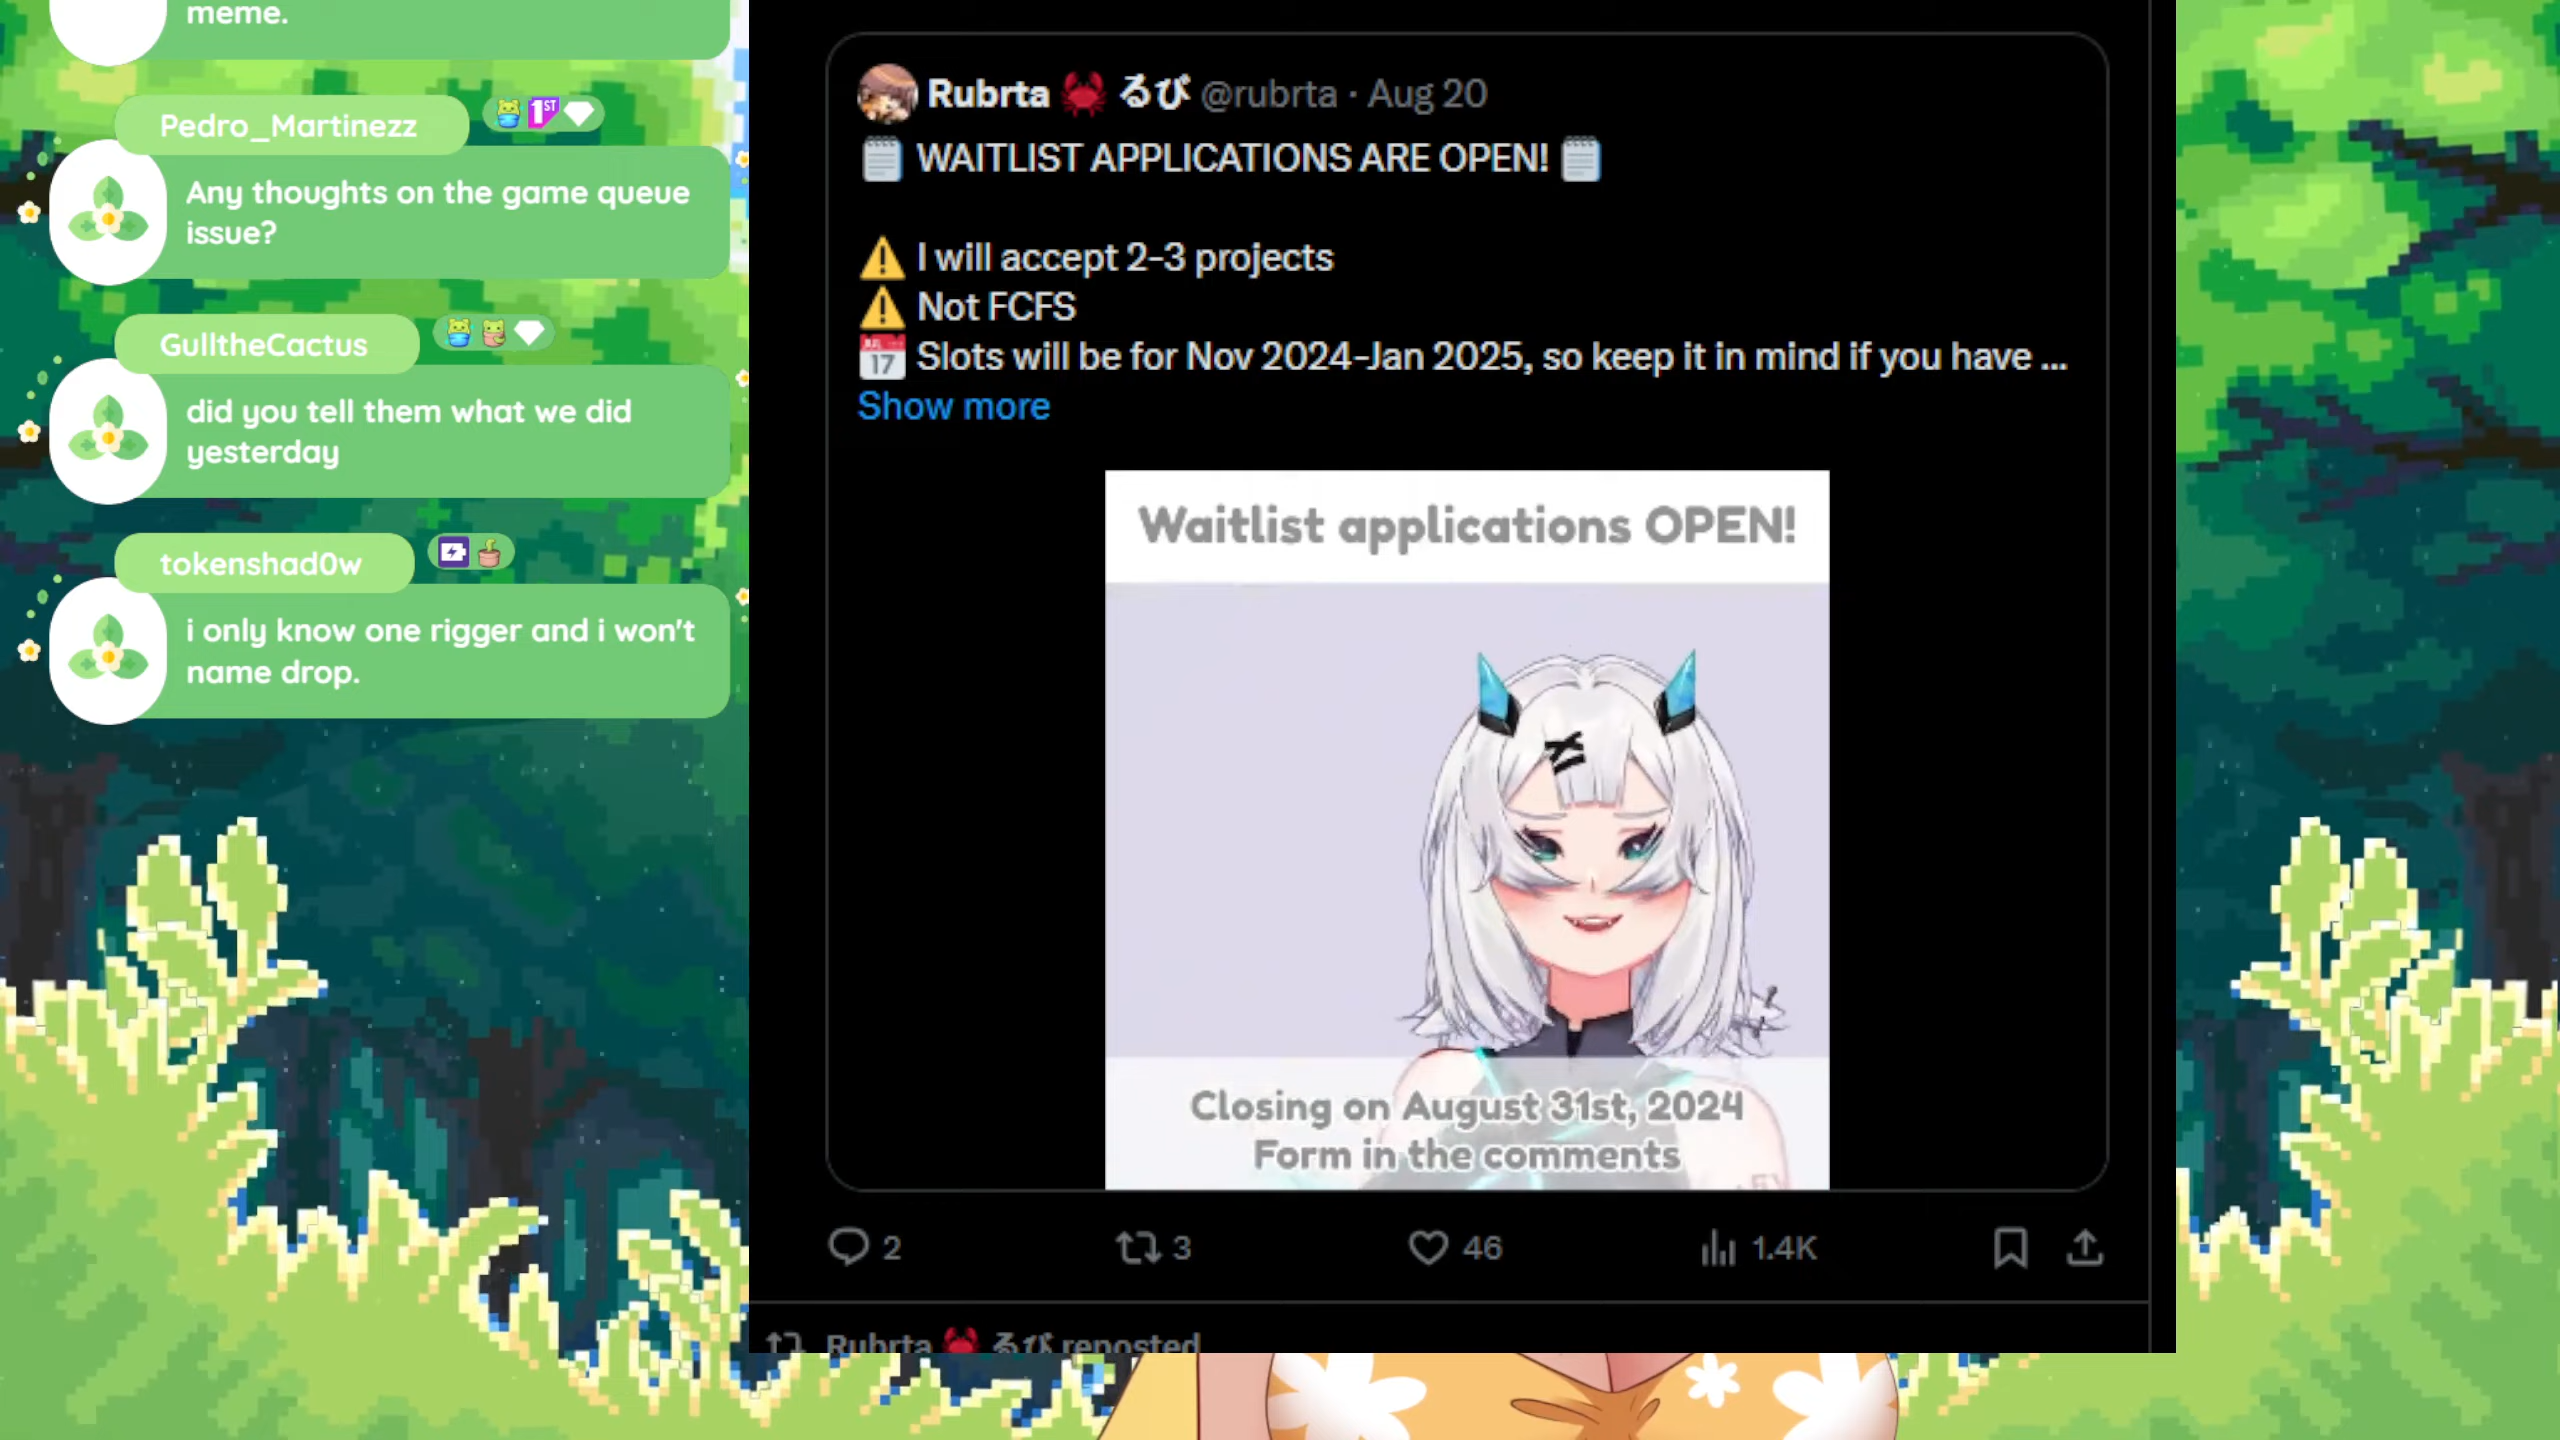 meme.
Pedro_Martinezz
1ST
Any thoughts on the game queue
issue?
GulltheCactus
did you tell them what we did
yesterday
tokenshad0w
i only know one rigger and i won't
name drop.
Rubrta 🦀 るぴ @rubrta · Aug 20
🗒️ WAITLIST APPLICATIONS ARE OPEN! 🗒️
⚠️ I will accept 2-3 projects
⚠️ Not FCFS
📅 Slots will be for Nov 2024-Jan 2025, so keep it in mind if you have ...
Show more
Waitlist applications OPEN!
Closing on August 31st, 2024
Form in the comments
2 3 46 1.4K
Rubrta 🦀 るぴ reposted